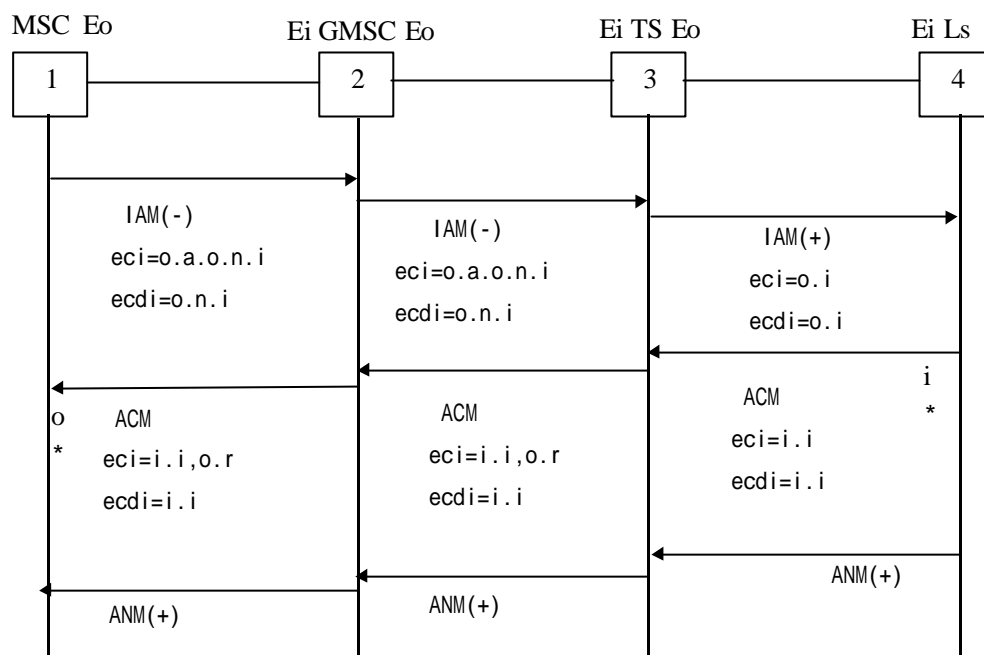 MSC Eo
Ei GMSC Eo
Ei TS Eo
Ei Ls
1
2
3
4
IAM(-)
eci=o.a.o.n.i
ecdi=o.n.i
IAM(-)
eci=o.a.o.n.i
ecdi=o.n.i
IAM(+)
eci=o.i
ecdi=o.i
o
*
ACM
eci=i.i,o.r
ecdi=i.i
ACM
eci=i.i,o.r
ecdi=i.i
ACM
eci=i.i
ecdi=i.i
i
*
ANM(+)
ANM(+)
ANM(+)